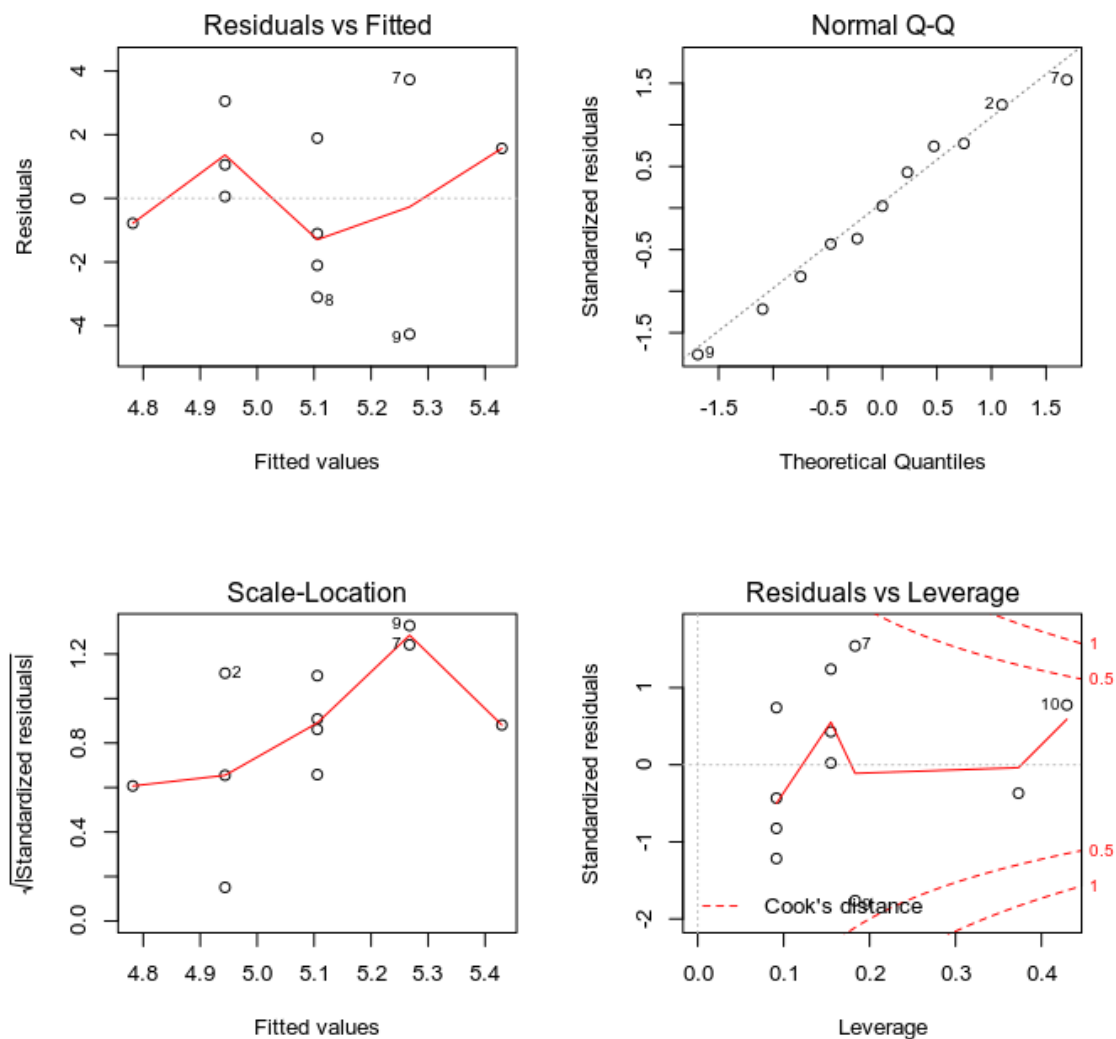 Residuals vs Fitted
Residuals
4
2
0
-2
-4
7
8
9
4.8 4.9 5.0 5.1 5.2 5.3 5.4
Fitted values
Normal Q-Q
Standardized residuals
1.5
0.5
-0.5
-1.5
2
7
9
-1.5 -0.5 0.0 0.5 1.0 1.5
Theoretical Quantiles
Scale-Location
√|Standardized residuals|
1.2
0.8
0.4
0.0
9
7
2
4.8 4.9 5.0 5.1 5.2 5.3 5.4
Fitted values
Residuals vs Leverage
Standardized residuals
1
0
-1
-2
7
10
9
1
0.5
0.5
1
Cook's distance
0.0 0.1 0.2 0.3 0.4
Leverage